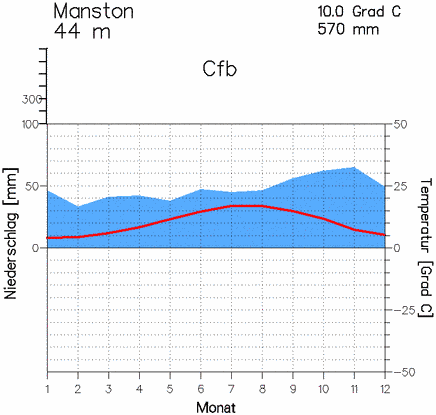 Manston
44 m
10.0 Grad C
570 mm
Cfb
300
100
50
0
50
25
0
−25
−50
Niederschlag [mm]
Temperatur [Grad C]
1 2 3 4 5 6 7 8 9 10 11 12
Monat